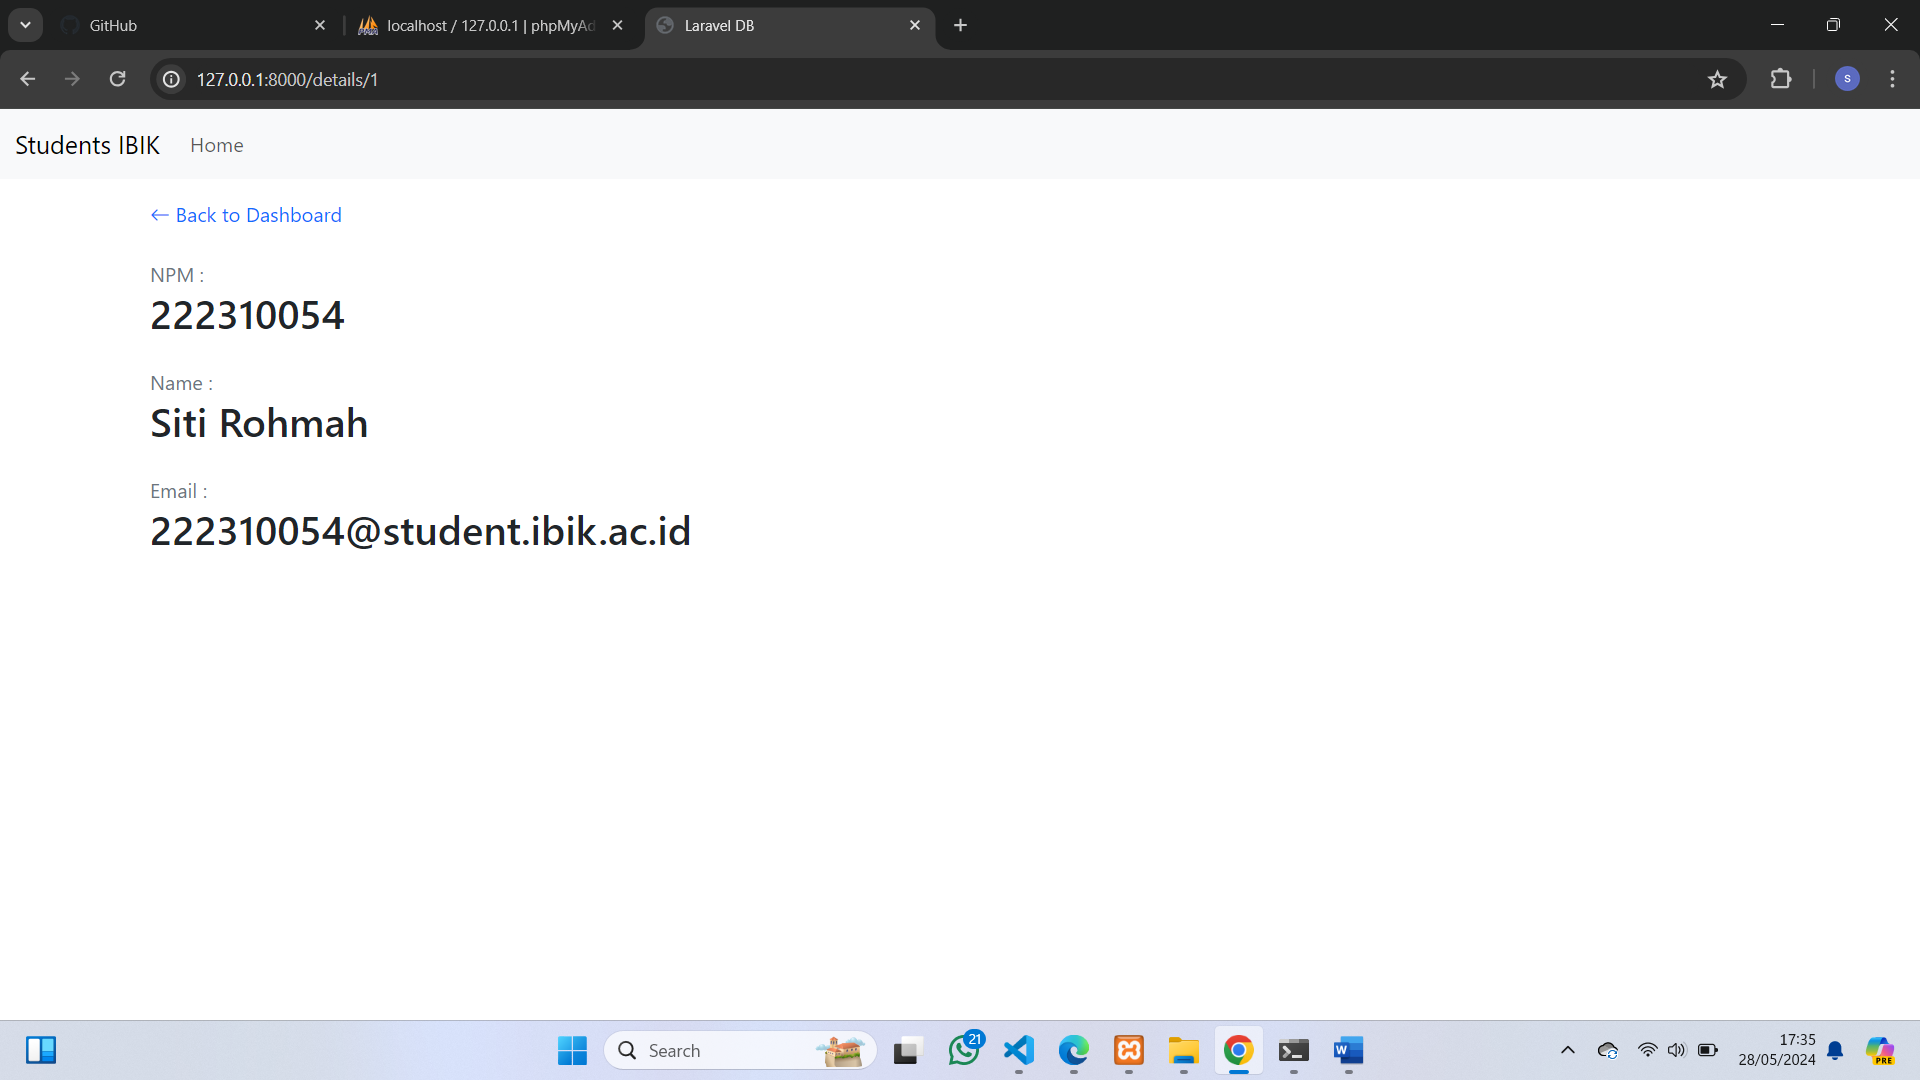 GitHub
localhost / 127.0.0.1 | phpMyAd
Laravel DB
127.0.0.1:8000/details/1
S
Students IBIK
Home
← Back to Dashboard
NPM :
222310054
Name :
Siti Rohmah
Email :
222310054@student.ibik.ac.id
Search
21
W
17:35
28/05/2024
PRE